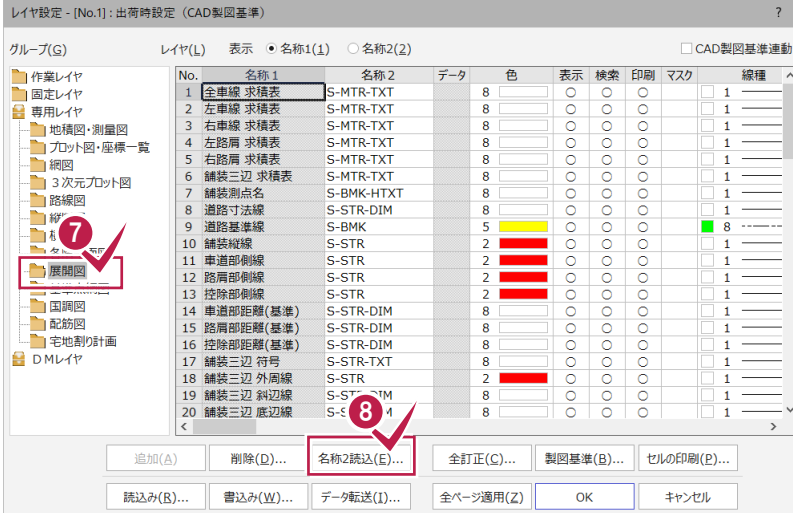 レイヤ設定 - [No.1] : 出荷時設定（CAD製図基準） ?
グループ(G) レイヤ(L) 表示 名称1(1) 名称2(2) CAD製図基準連動
作業レイヤ
固定レイヤ
専用レイヤ
地積図・測量図
プロット図・座標一覧
網図
３次元プロット図
路線図
7
展開図
国調図
配筋図
宅地割り計画
ＤＭレイヤ
No. 名称１ 名称２ データ 色 表示 検索 印刷 マスク 線種
1 全車線 求積表 S-MTR-TXT 8 ○ ○ ○ 1
2 左車線 求積表 S-MTR-TXT 8 ○ ○ ○ 1
3 右車線 求積表 S-MTR-TXT 8 ○ ○ ○ 1
4 左路肩 求積表 S-MTR-TXT 8 ○ ○ ○ 1
5 右路肩 求積表 S-MTR-TXT 8 ○ ○ ○ 1
6 舗装三辺 求積表 S-MTR-TXT 8 ○ ○ ○ 1
7 舗装測点名 S-BMK-HTXT 8 ○ ○ ○ 1
8 道路寸法線 S-STR-DIM 8 ○ ○ ○ 1
9 道路基準線 S-BMK 5 ○ ○ ○ 8
10 舗装縦線 S-STR 2 ○ ○ ○ 1
11 車道部側線 S-STR 2 ○ ○ ○ 1
12 路肩部側線 S-STR 2 ○ ○ ○ 1
13 控除部側線 S-STR 2 ○ ○ ○ 1
14 車道部距離(基準) S-STR-DIM 8 ○ ○ ○ 1
15 路肩部距離(基準) S-STR-DIM 8 ○ ○ ○ 1
16 控除部距離(基準) S-STR-DIM 8 ○ ○ ○ 1
17 舗装三辺 符号 S-STR-TXT 8 ○ ○ ○ 1
18 舗装三辺 外周線 S-STR 2 ○ ○ ○ 1
19 舗装三辺 斜辺線 8 ○ ○ ○ 1
20 舗装三辺 底辺線 8 ○ ○ ○ 1
8
追加(A) 削除(D)... 名称2読込(E)... 全訂正(C)... 製図基準(B)... セルの印刷(P)...
読込み(R)... 書込み(W)... データ転送(I)... 全ページ適用(Z) OK キャンセル